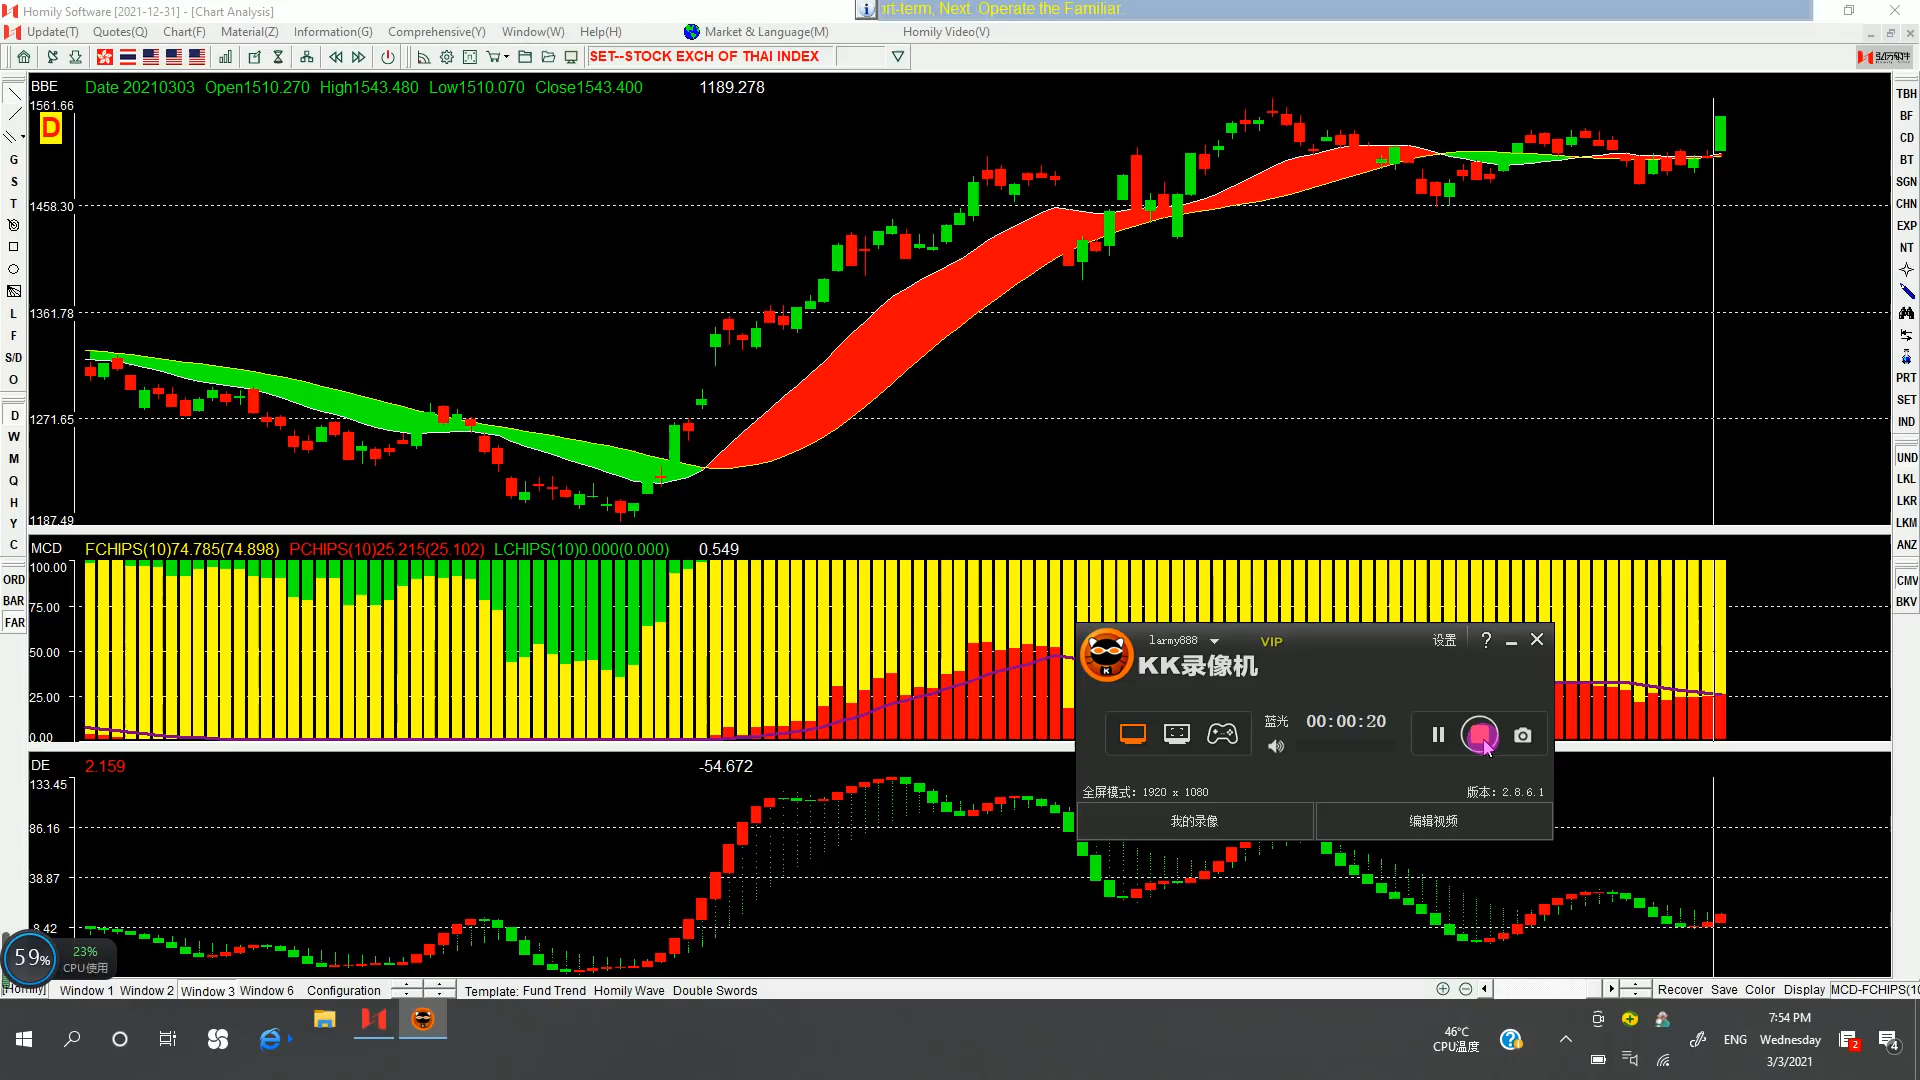 Homily Software [2021-12-31] - [Chart Analysis]
rt-term, Next. Operate the Familiar.
Update(T) Quotes(Q) Chart(F) Material(Z) Information(G) Comprehensive(Y) Window(W) Help(H) Market & Language(M) Homily Video(V)
SET--STOCK EXCH OF THAI INDEX
BBE Date 20210303 Open1510.270 High1543.480 Low1510.070 Close1543.400 1189.278
1561.66
D
1458.30
1361.78
1271.65
1187.49
MCD FCHIPS(10)74.785(74.898) PCHIPS(10)25.215(25.102) LCHIPS(10)0.000(0.000) 0.549
100.00
75.00
50.00
25.00
0.00
DE 2.159 -54.672
133.45
86.16
38.87
8.42
G
S
T
L
F
S/D
O
D
W
M
Q
H
Y
C
ORD
BAR
FAR
TBH
BF
CD
BT
SGN
CHN
EXP
NT
PRT
SET
IND
UND
LKL
LKR
LKM
ANZ
CMV
BKV
larmy888 VIP 设置 ?
KK录像机
蓝光 00:00:20
全屏模式: 1920 x 1080 版本: 2.8.6.1
我的录像 编辑视频
59% 23%
CPU使用
[Homily] Window 1 Window 2 Window 3 Window 6 Configuration Template: Fund Trend Homily Wave Double Swords Recover Save Color Display MCD-FCHIPS(10
46°C
CPU温度
7:54 PM
ENG Wednesday 2 4
3/3/2021